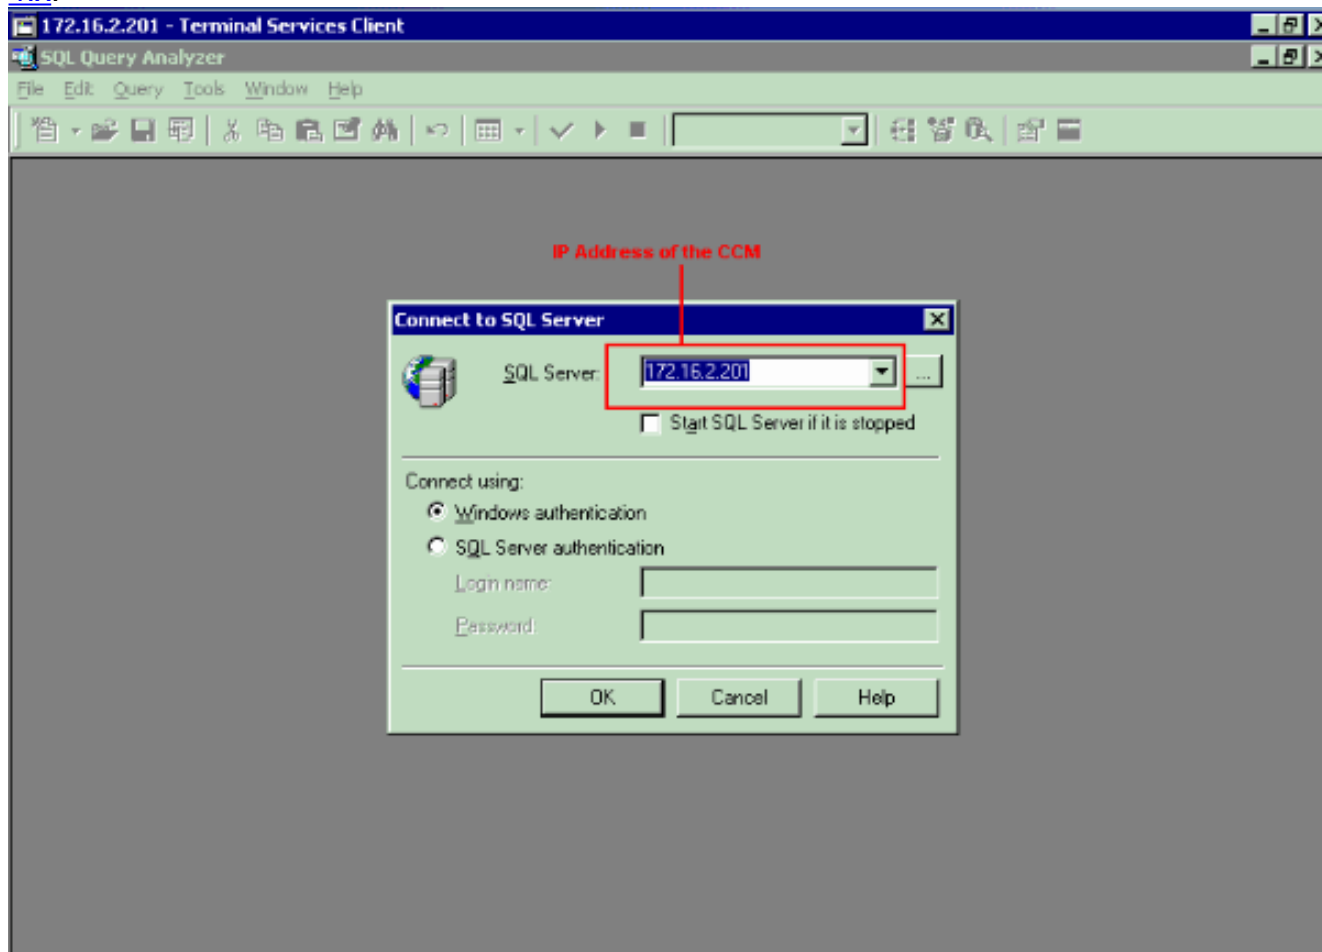 172.16.2.201 - Terminal Services Client
SQL Query Analyzer
File Edit Query Tools Window Help
IP Address of the CCM
Connect to SQL Server
SQL Server:
172.16.2.201
...
Start SQL Server if it is stopped
Connect using:
Windows authentication
SQL Server authentication
Login name:
Password:
OK Cancel Help